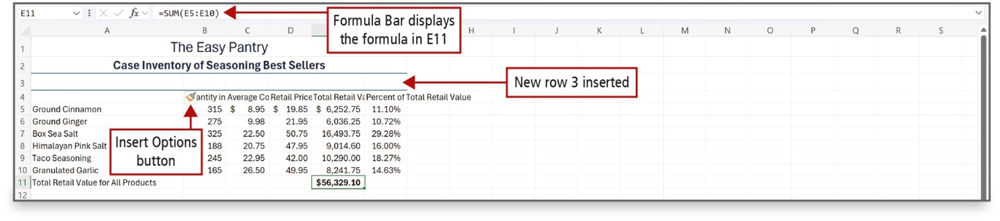 E11 fx =SUM(E5:E10)
Formula Bar displays
the formula in E11
A B C D H I J K L M N O P Q R S
1 The Easy Pantry
2 Case Inventory of Seasoning Best Sellers
3 New row 3 inserted
4 antity in Average Co Retail Price Total Retail Va Percent of Total Retail Value
5 Ground Cinnamon 315 $ 8.95 $ 19.85 $ 6,252.75 11.10%
6 Ground Ginger 275 9.98 21.95 6,036.25 10.72%
7 Box Sea Salt 325 22.50 50.75 16,493.75 29.28%
8 Himalayan Pink Salt 188 20.75 47.95 9,014.60 16.00%
9 Taco Seasoning 245 22.95 42.00 10,290.00 18.27%
10 Granulated Garlic 165 26.50 49.95 8,241.75 14.63%
Insert Options
button
11 Total Retail Value for All Products $56,329.10
12